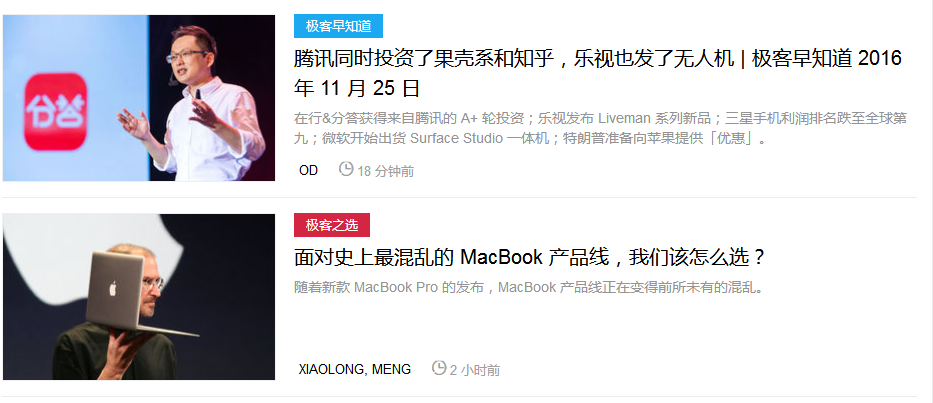 分答
极客早知道
腾讯同时投资了果壳系和知乎，乐视也发了无人机 | 极客早知道 2016
年 11 月 25 日
在行&分答获得来自腾讯的 A+ 轮投资；乐视发布 Liveman 系列新品；三星手机利润排名跌至全球第
九；微软开始出货 Surface Studio 一体机；特朗普准备向苹果提供「优惠」。
OD 18 分钟前
极客之选
面对史上最混乱的 MacBook 产品线，我们该怎么选？
随着新款 MacBook Pro 的发布，MacBook 产品线正在变得前所未有的混乱。
XIAOLONG, MENG 2 小时前